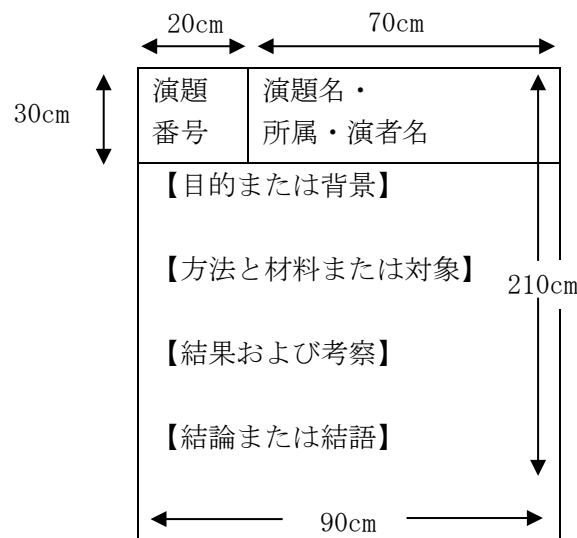 20cm
70cm
30cm
演題
番号
演題名・
所属・演者名
【目的または背景】
【方法と材料または対象】
210cm
【結果および考察】
【結論または結語】
90cm